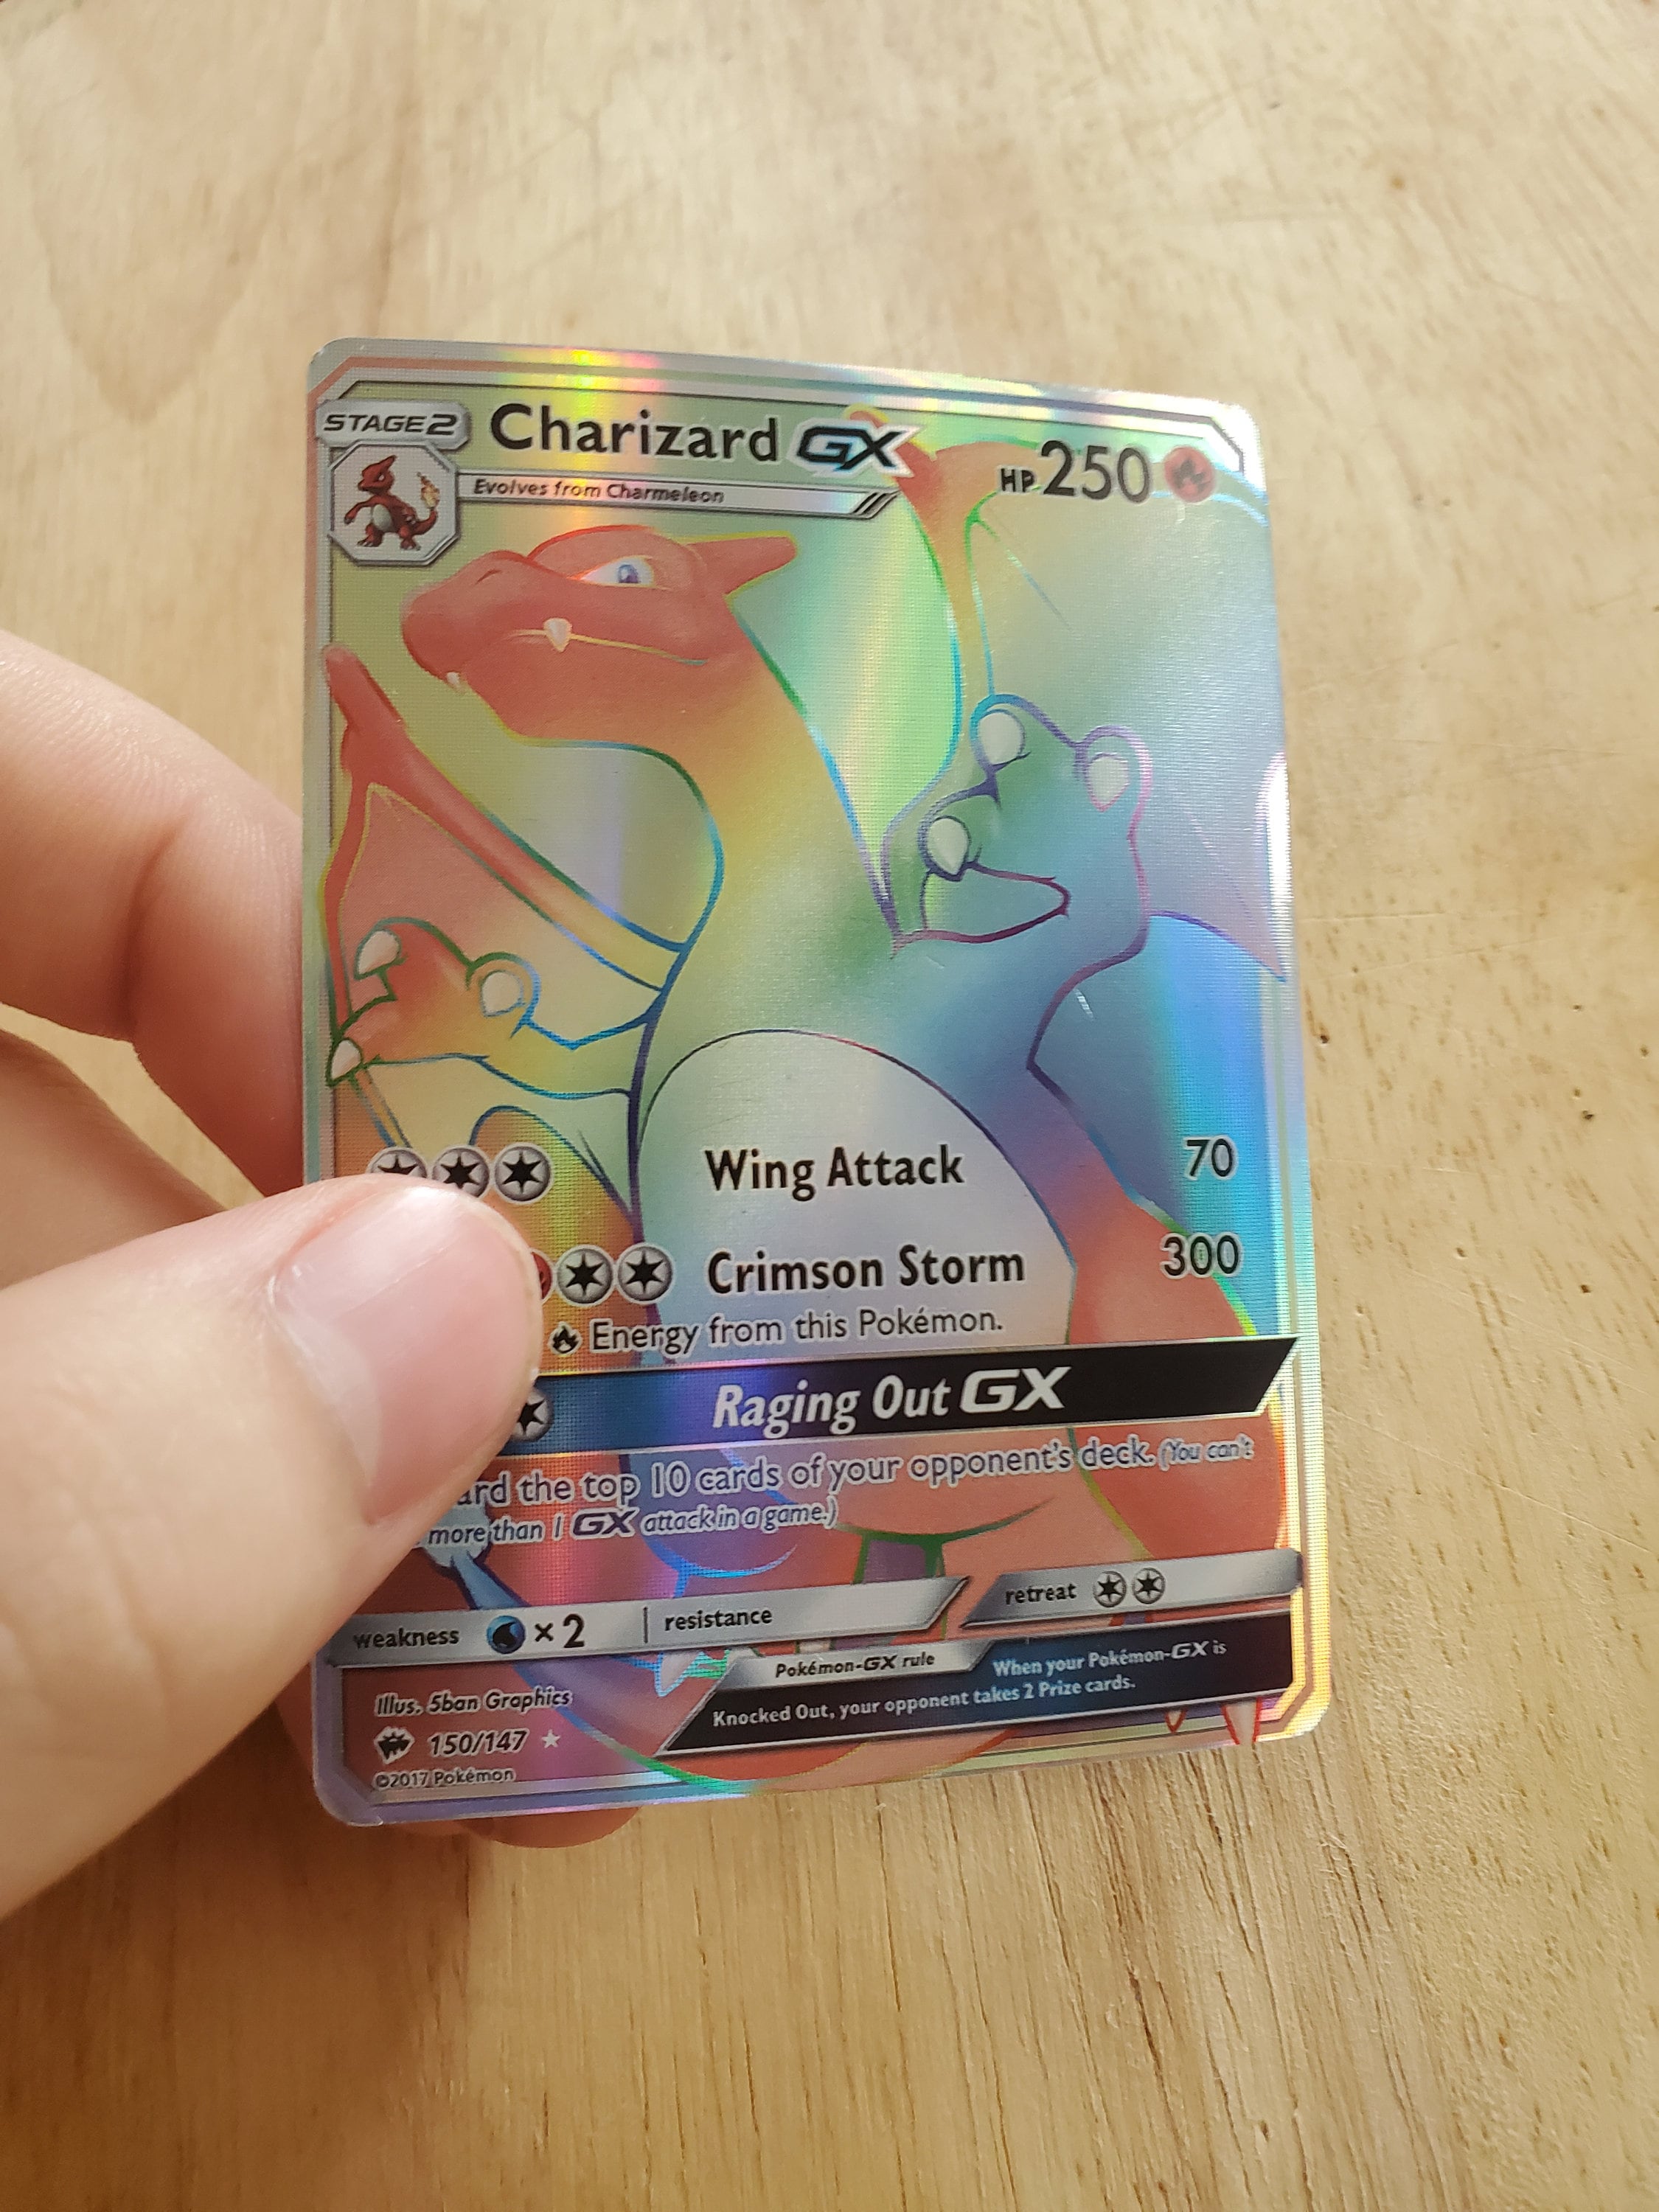 STAGE2 Charizard GX HP 250
Evolves from Charmeleon
Wing Attack 70
Crimson Storm 300
Energy from this Pokémon.
Raging Out GX
ard the top 10 cards of your opponent's deck. (You can't
more than 1 GX attack in a game.)
weakness ×2 resistance retreat
Pokémon-GX rule When your Pokémon-GX is
Knocked Out, your opponent takes 2 Prize cards.
Illus. 5ban Graphics
150/147
©2017 Pokémon